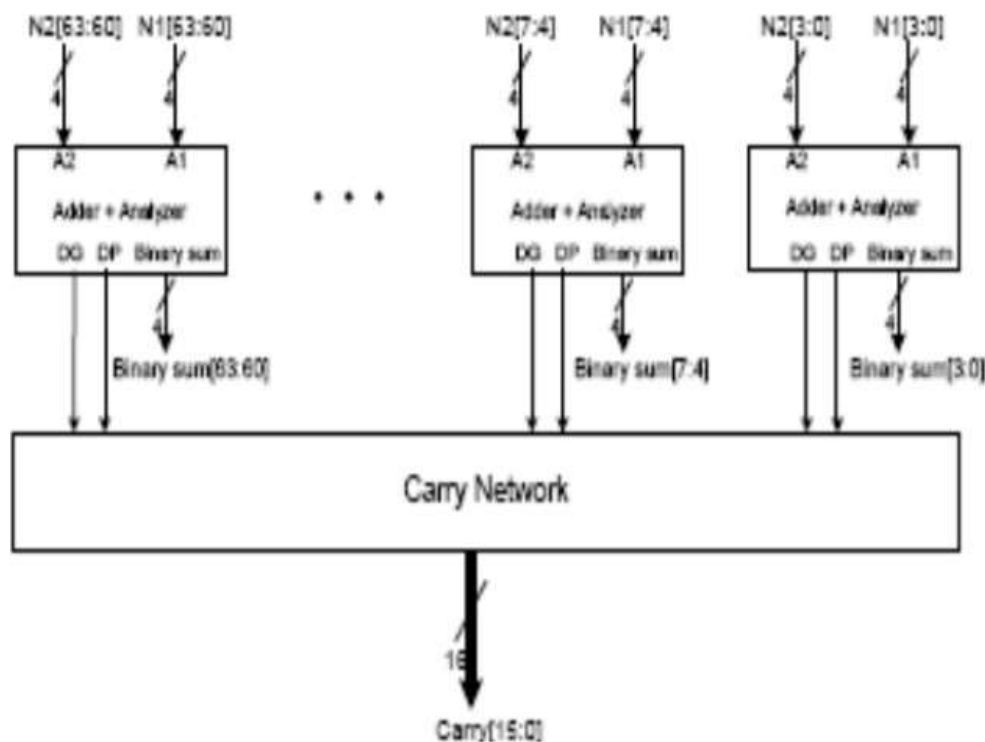 N2[63:60] N1[63:60] N2[7:4] N1[7:4] N2[3:0] N1[3:0]
4 4 4 4 4 4
A2 A1 A2 A1 A2 A1
Adder + Analyzer Adder + Analyzer Adder + Analyzer
DG DP Binary sum DG DP Binary sum DG DP Binary sum
4 4 4
Binary sum[63:60] Binary sum[7:4] Binary sum[3:0]
Carry Network
16
Carry[15:0]